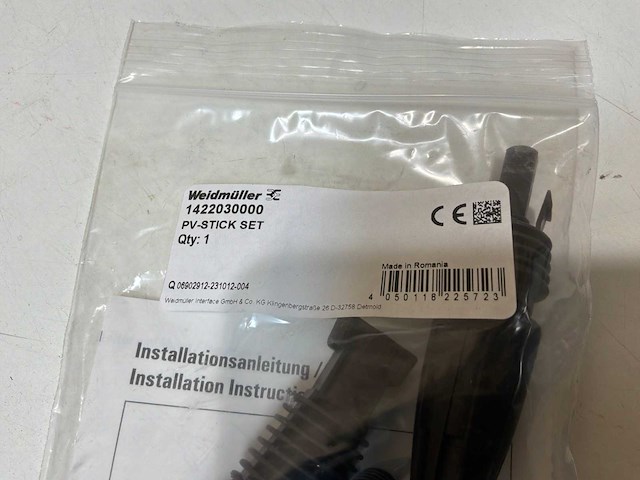 Weidmüller
1422030000
PV-STICK SET
Qty: 1
CE
Made in Romania
Q 06902912-231012-004
4 050118 225723
Weidmüller Interface GmbH & Co. KG Klingenbergstraße 26 D-32758 Detmold
Installationsanleitung /
Installation Instructi